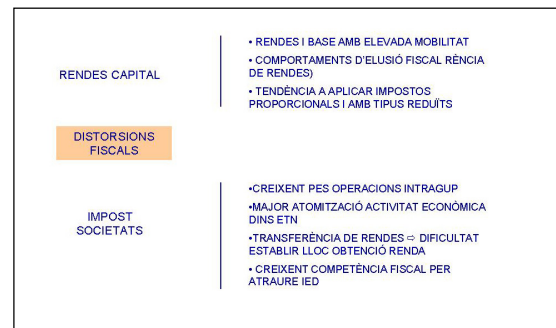 RENDES CAPITAL
• RENDES I BASE AMB ELEVADA MOBILITAT
• COMPORTAMENTS D'ELUSIÓ FISCAL RÈNCIA
DE RENDES)
• TENDÈNCIA A APLICAR IMPOSTOS
PROPORCIONALS I AMB TIPUS REDUÏTS
DISTORSIONS
FISCALS
IMPOST
SOCIETATS
•CREIXENT PES OPERACIONS INTRAGUP
•MAJOR ATOMITZACIÓ ACTIVITAT ECONÒMICA
DINS ETN
•TRANSFERÈNCIA DE RENDES ⇨ DIFICULTAT
ESTABLIR LLOC OBTENCIÓ RENDA
• CREIXENT COMPETÈNCIA FISCAL PER
ATRAURE IED